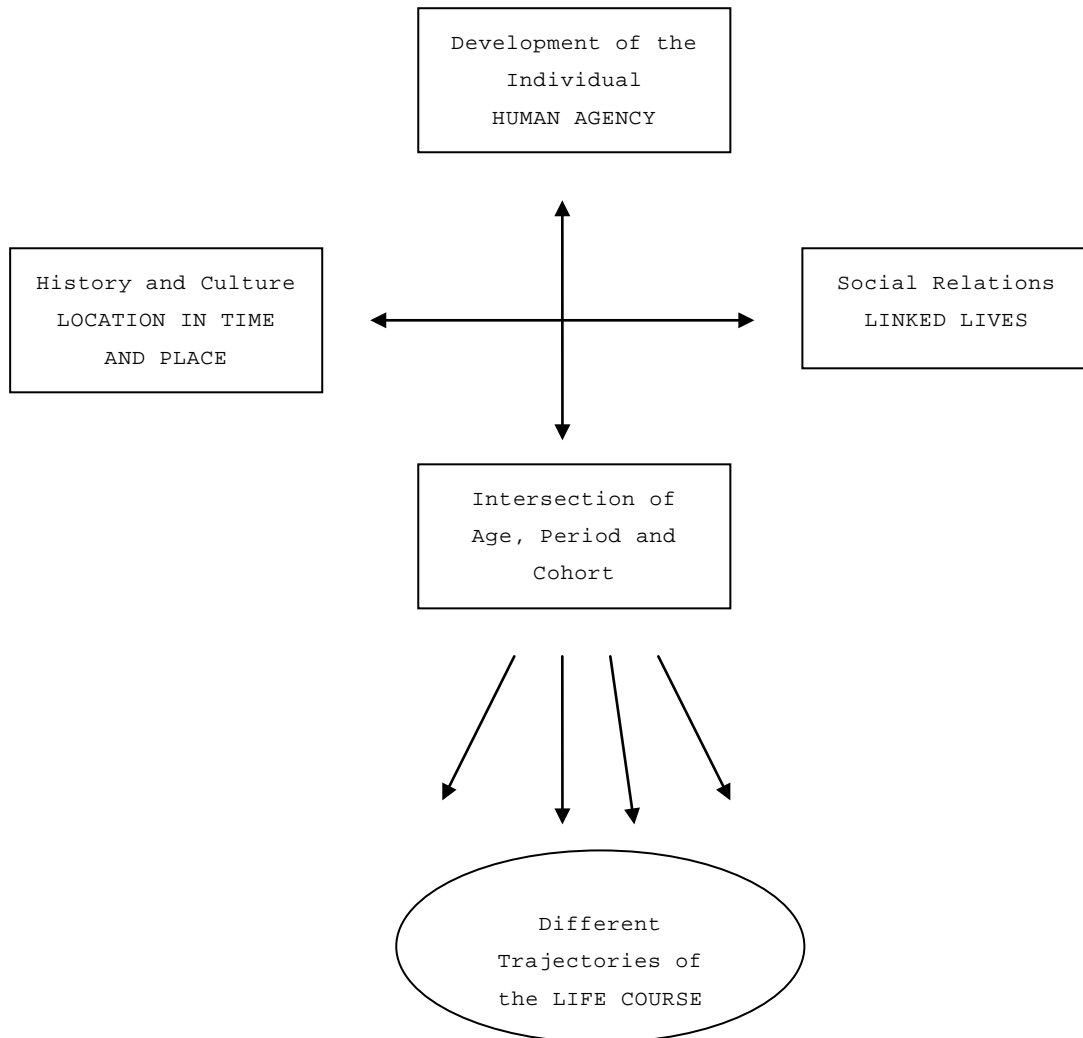 Development of the
Individual
HUMAN AGENCY
History and Culture
LOCATION IN TIME
AND PLACE
Social Relations
LINKED LIVES
Intersection of
Age, Period and
Cohort
Different
Trajectories of
the LIFE COURSE